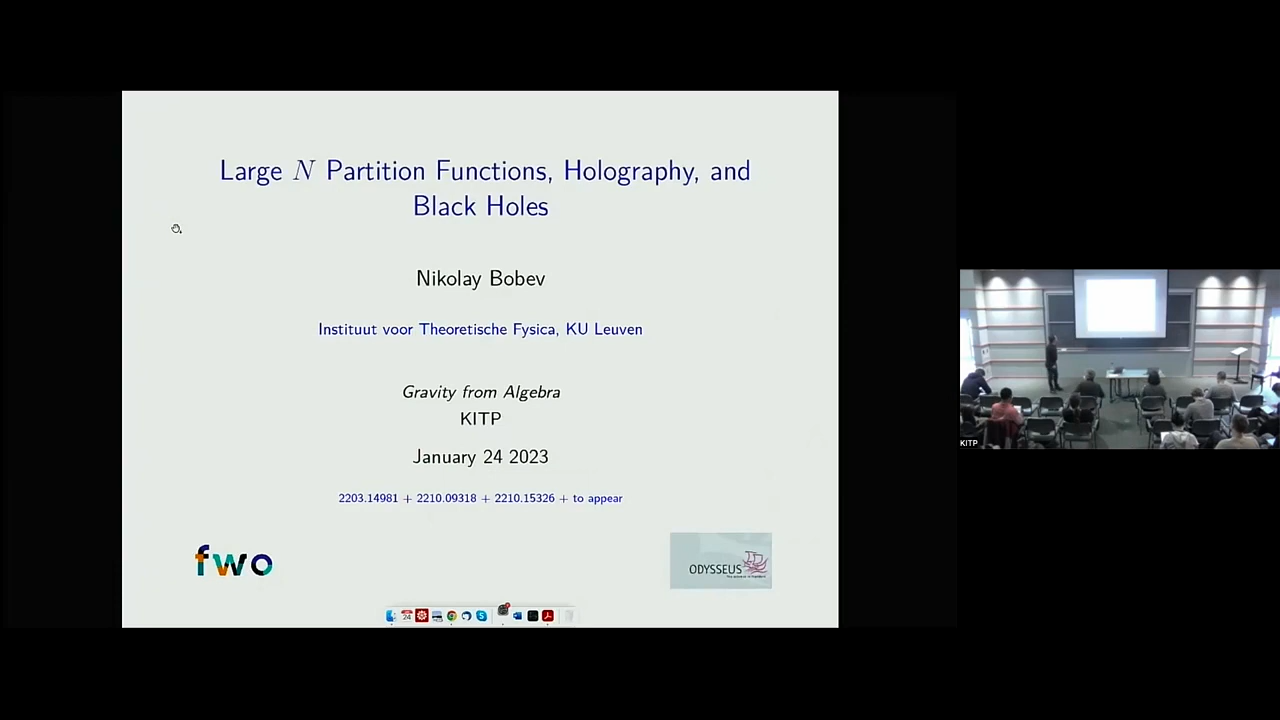 Large N Partition Functions, Holography, and
Black Holes
Nikolay Bobev
Instituut voor Theoretische Fysica, KU Leuven
Gravity from Algebra
KITP
January 24 2023
2203.14981 + 2210.09318 + 2210.15326 + to appear
fwo
ODYSSEUS
24
KITP